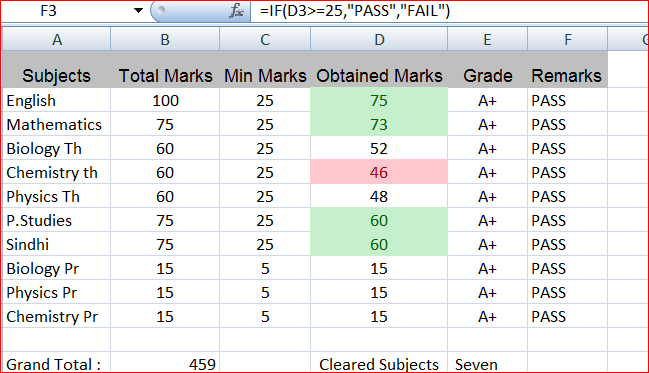 F3 fx =IF(D3>=25,"PASS","FAIL")
A B C D E F
Subjects Total Marks Min Marks Obtained Marks Grade Remarks
English 100 25 75 A+ PASS
Mathematics 75 25 73 A+ PASS
Biology Th 60 25 52 A+ PASS
Chemistry th 60 25 46 A+ PASS
Physics Th 60 25 48 A+ PASS
P.Studies 75 25 60 A+ PASS
Sindhi 75 25 60 A+ PASS
Biology Pr 15 5 15 A+ PASS
Physics Pr 15 5 15 A+ PASS
Chemistry Pr 15 5 15 A+ PASS
Grand Total : 459 Cleared Subjects Seven